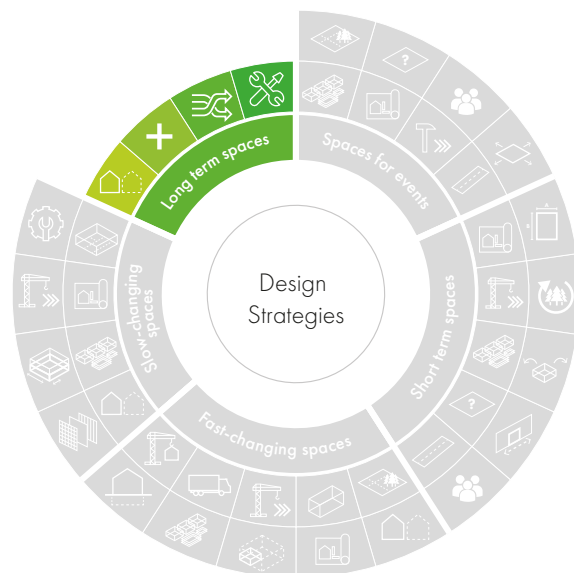 Long term spaces
Spaces for events
Short term spaces
Fast-changing spaces
Slow-changing
spaces
Design
Strategies
?
?